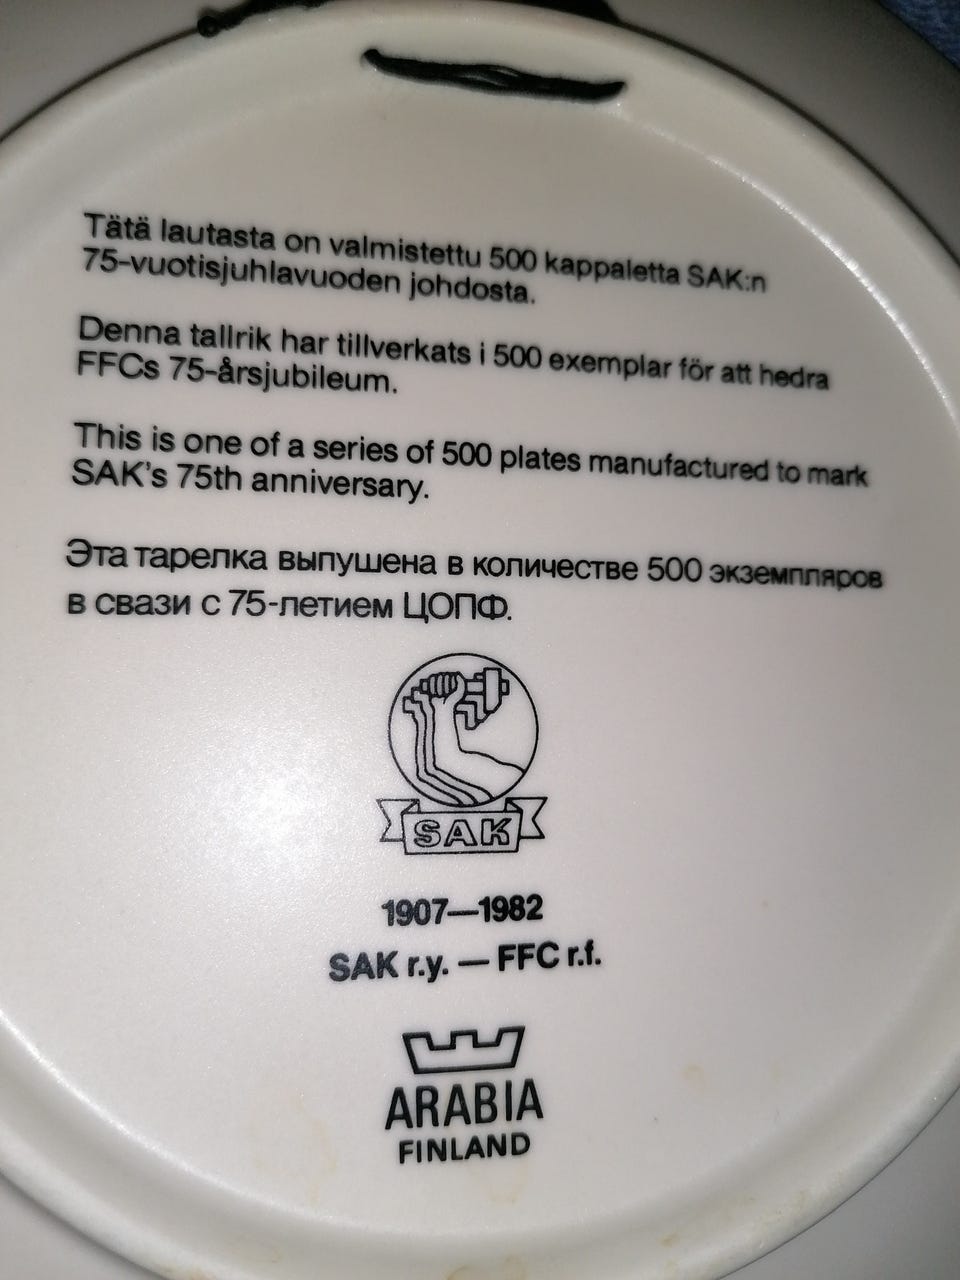 Tätä lautasta on valmistettu 500 kappaletta SAK:n
75-vuotisjuhlavuoden johdosta.
Denna tallrik har tillverkats i 500 exemplar för att hedra
FFCs 75-årsjubileum.
This is one of a series of 500 plates manufactured to mark
SAK's 75th anniversary.
Эта тарелка выпушена в количестве 500 экземпляров
в свази с 75-летием ЦОПФ.
SAK
1907—1982
SAK r.y. — FFC r.f.
ARABIA
FINLAND